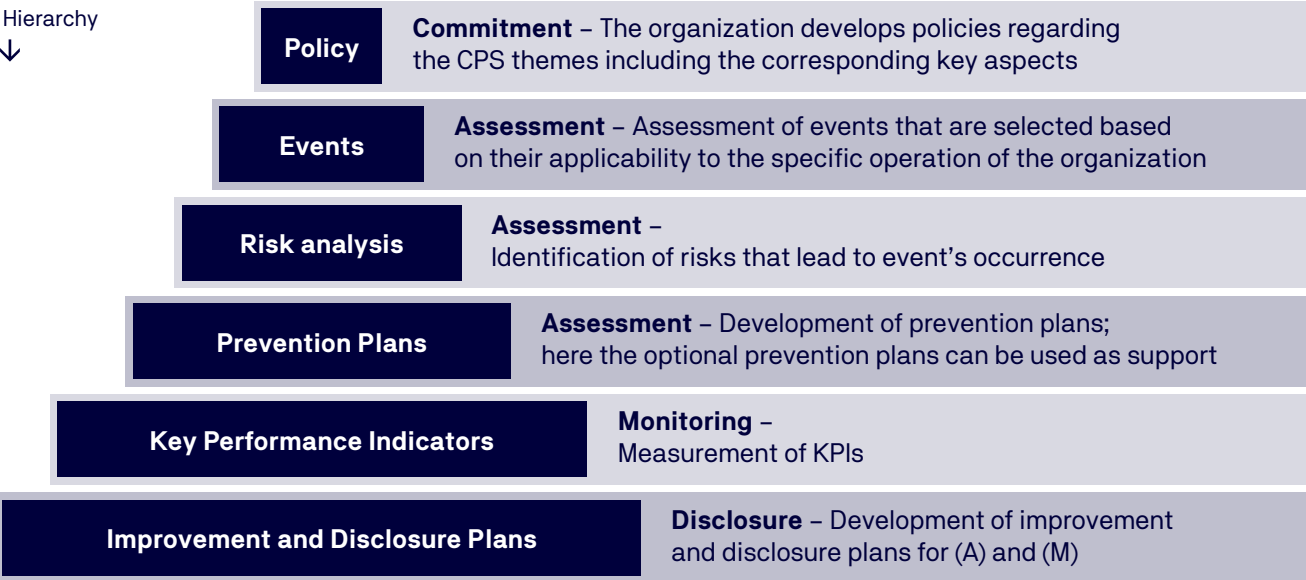 Hierarchy
↓
Policy
Commitment – The organization develops policies regarding
the CPS themes including the corresponding key aspects
Events
Assessment – Assessment of events that are selected based
on their applicability to the specific operation of the organization
Risk analysis
Assessment –
Identification of risks that lead to event's occurrence
Prevention Plans
Assessment – Development of prevention plans;
here the optional prevention plans can be used as support
Key Performance Indicators
Monitoring –
Measurement of KPIs
Improvement and Disclosure Plans
Disclosure – Development of improvement
and disclosure plans for (A) and (M)